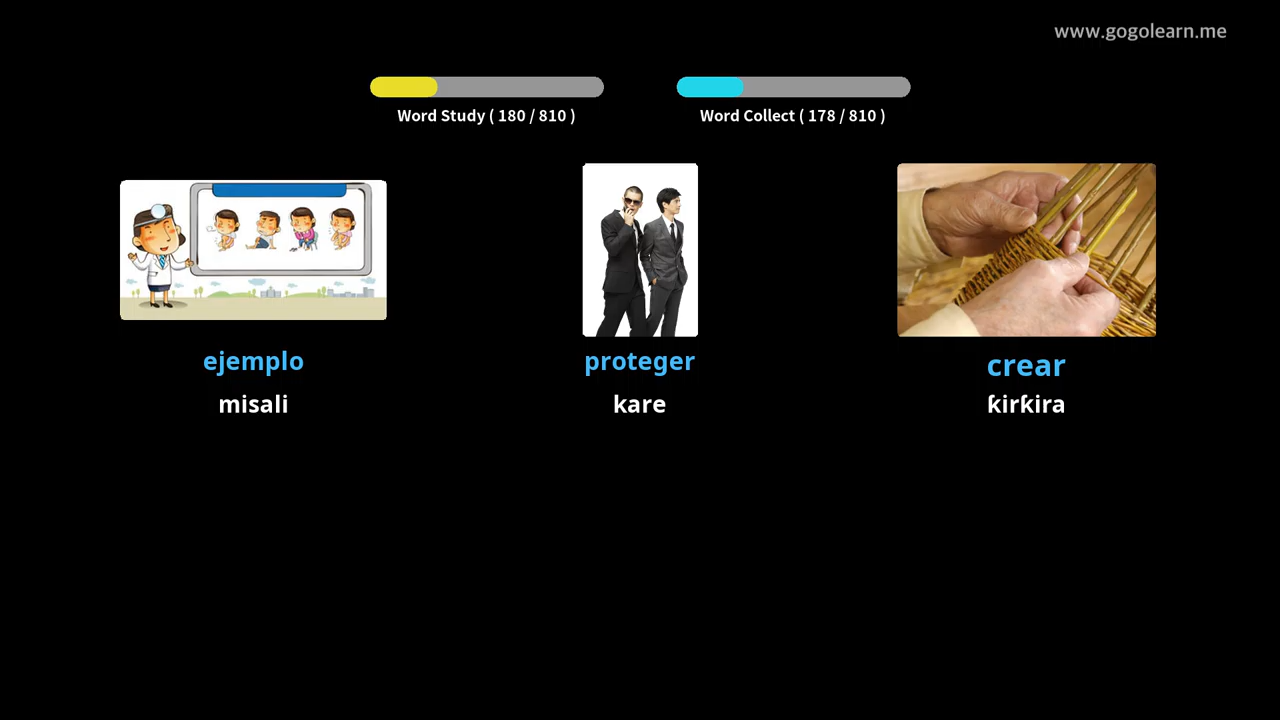 www.gogolearn.me
Word Study ( 180 / 810 )
Word Collect ( 178 / 810 )
ejemplo
proteger
crear
misali
kare
ƙirƙira